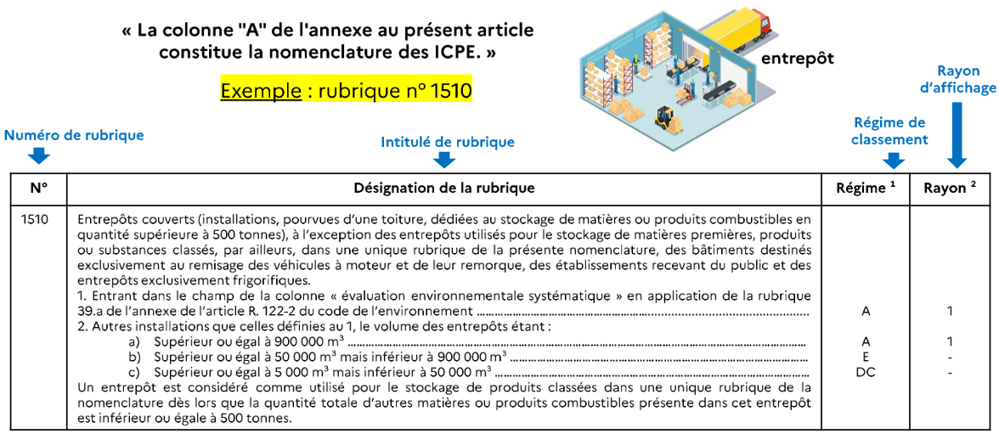 « La colonne "A" de l'annexe au présent article
constitue la nomenclature des ICPE. »
Exemple : rubrique n° 1510
entrepôt
Rayon
d'affichage
Numéro de rubrique
Intitulé de rubrique
Régime de
classement
N° Désignation de la rubrique Régime ¹ Rayon ²
1510 Entrepôts couverts (installations, pourvues d'une toiture, dédiées au stockage de matières ou produits combustibles en
quantité supérieure à 500 tonnes), à l'exception des entrepôts utilisés pour le stockage de matières premières, produits
ou substances classés, par ailleurs, dans une unique rubrique de la présente nomenclature, des bâtiments destinés
exclusivement au remisage des véhicules à moteur et de leur remorque, des établissements recevant du public et des
entrepôts exclusivement frigorifiques.
1. Entrant dans le champ de la colonne « évaluation environnementale systématique » en application de la rubrique
39.a de l'annexe de l'article R. 122-2 du code de l'environnement ................................ A 1
2. Autres installations que celles définies au 1, le volume des entrepôts étant :
a) Supérieur ou égal à 900 000 m³ ................................ A 1
b) Supérieur ou égal à 50 000 m³ mais inférieur à 900 000 m³ ................................ E -
c) Supérieur ou égal à 5 000 m³ mais inférieur à 50 000 m³ ................................ DC -
Un entrepôt est considéré comme utilisé pour le stockage de produits classées dans une unique rubrique de la
nomenclature dès lors que la quantité totale d'autres matières ou produits combustibles présente dans cet entrepôt
est inférieur ou égale à 500 tonnes.